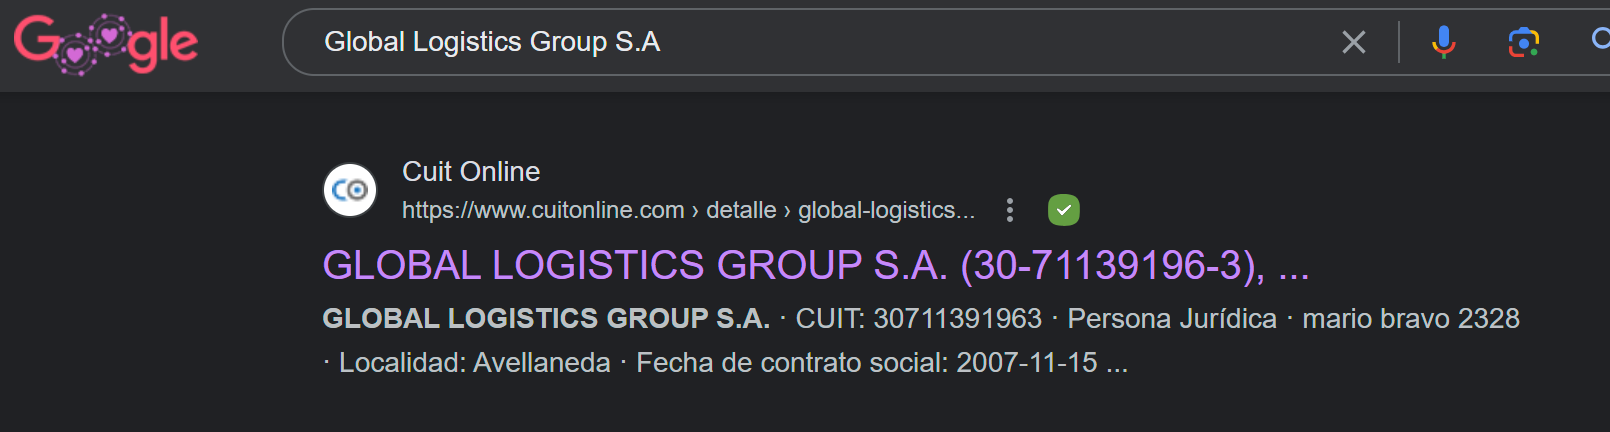 Google
Global Logistics Group S.A
Cuit Online
https://www.cuitonline.com › detalle › global-logistics...
GLOBAL LOGISTICS GROUP S.A. (30-71139196-3), ...
GLOBAL LOGISTICS GROUP S.A. · CUIT: 30711391963 · Persona Jurídica · mario bravo 2328
· Localidad: Avellaneda · Fecha de contrato social: 2007-11-15 ...